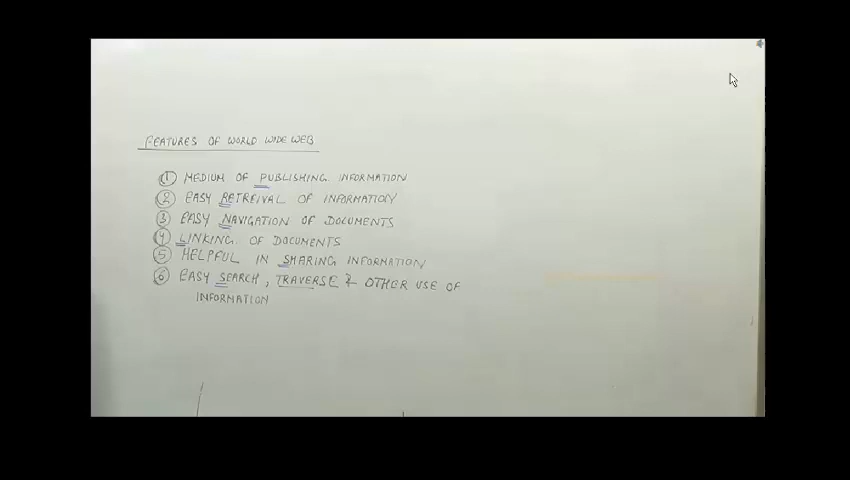 FEATURES OF WORLD WIDE WEB
1 MEDIUM OF PUBLISHING INFORMATION
2 EASY RETREIVAL OF INFORMATION
3 EASY NAVIGATION OF DOCUMENTS
4 LINKING OF DOCUMENTS
5 HELPFUL IN SHARING INFORMATION
6 EASY SEARCH, TRAVERSE & OTHER USE OF
INFORMATION